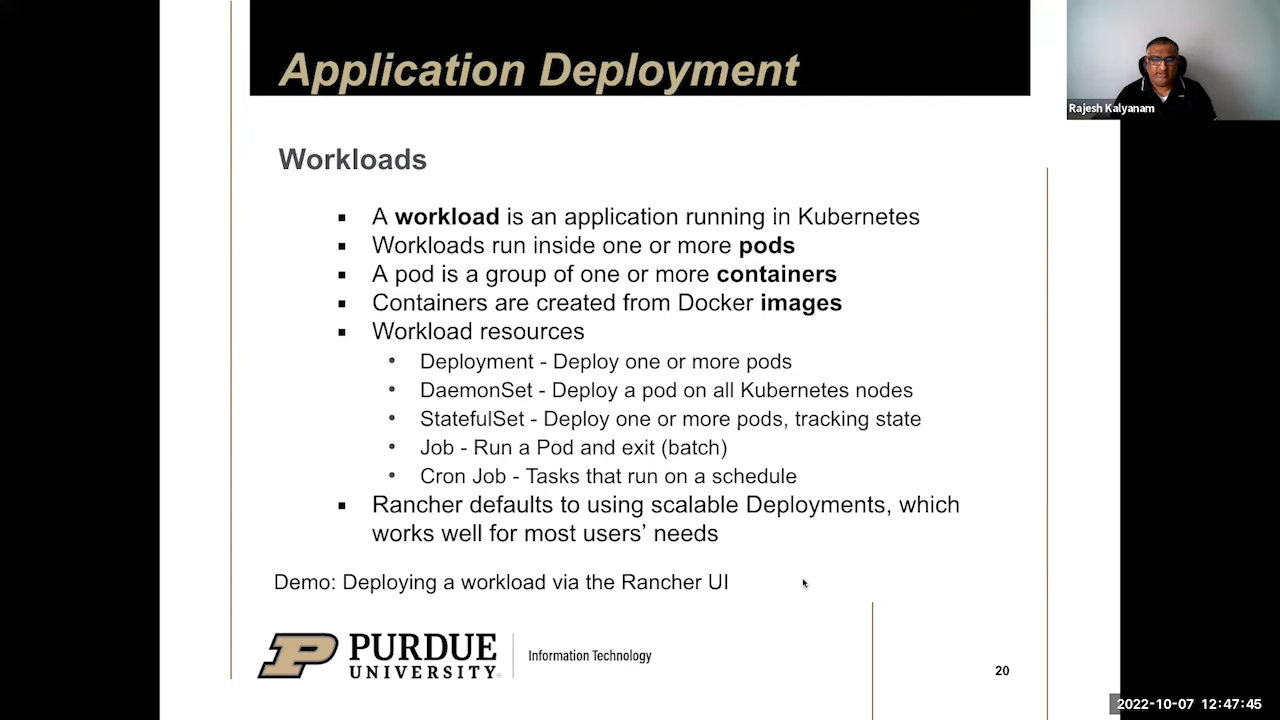 Application Deployment
Rajesh Kalyanam
Workloads
▪ A workload is an application running in Kubernetes
▪ Workloads run inside one or more pods
▪ A pod is a group of one or more containers
▪ Containers are created from Docker images
▪ Workload resources
• Deployment - Deploy one or more pods
• DaemonSet - Deploy a pod on all Kubernetes nodes
• StatefulSet - Deploy one or more pods, tracking state
• Job - Run a Pod and exit (batch)
• Cron Job - Tasks that run on a schedule
▪ Rancher defaults to using scalable Deployments, which
works well for most users’ needs
Demo: Deploying a workload via the Rancher UI
P PURDUE
UNIVERSITY®
Information Technology
20
2022-10-07 12:47:45